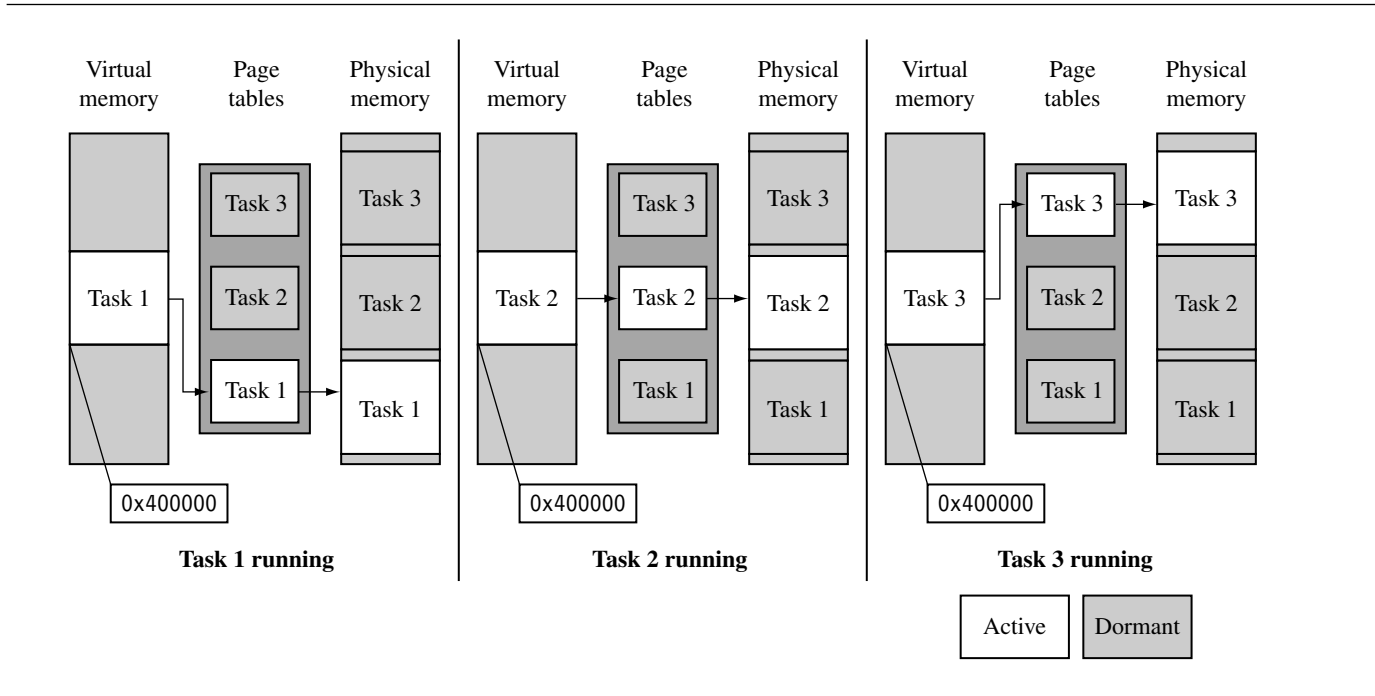 Virtual
memory
Page
tables
Physical
memory
Task 3
Task 2
Task 1
Task 1
Task 3
Task 2
Task 1
0x400000
Task 1 running
Virtual
memory
Page
tables
Physical
memory
Task 2
Task 3
Task 2
Task 1
Task 3
Task 2
Task 1
0x400000
Task 2 running
Virtual
memory
Page
tables
Physical
memory
Task 3
Task 3
Task 2
Task 1
Task 3
Task 2
Task 1
0x400000
Task 3 running
Active
Dormant